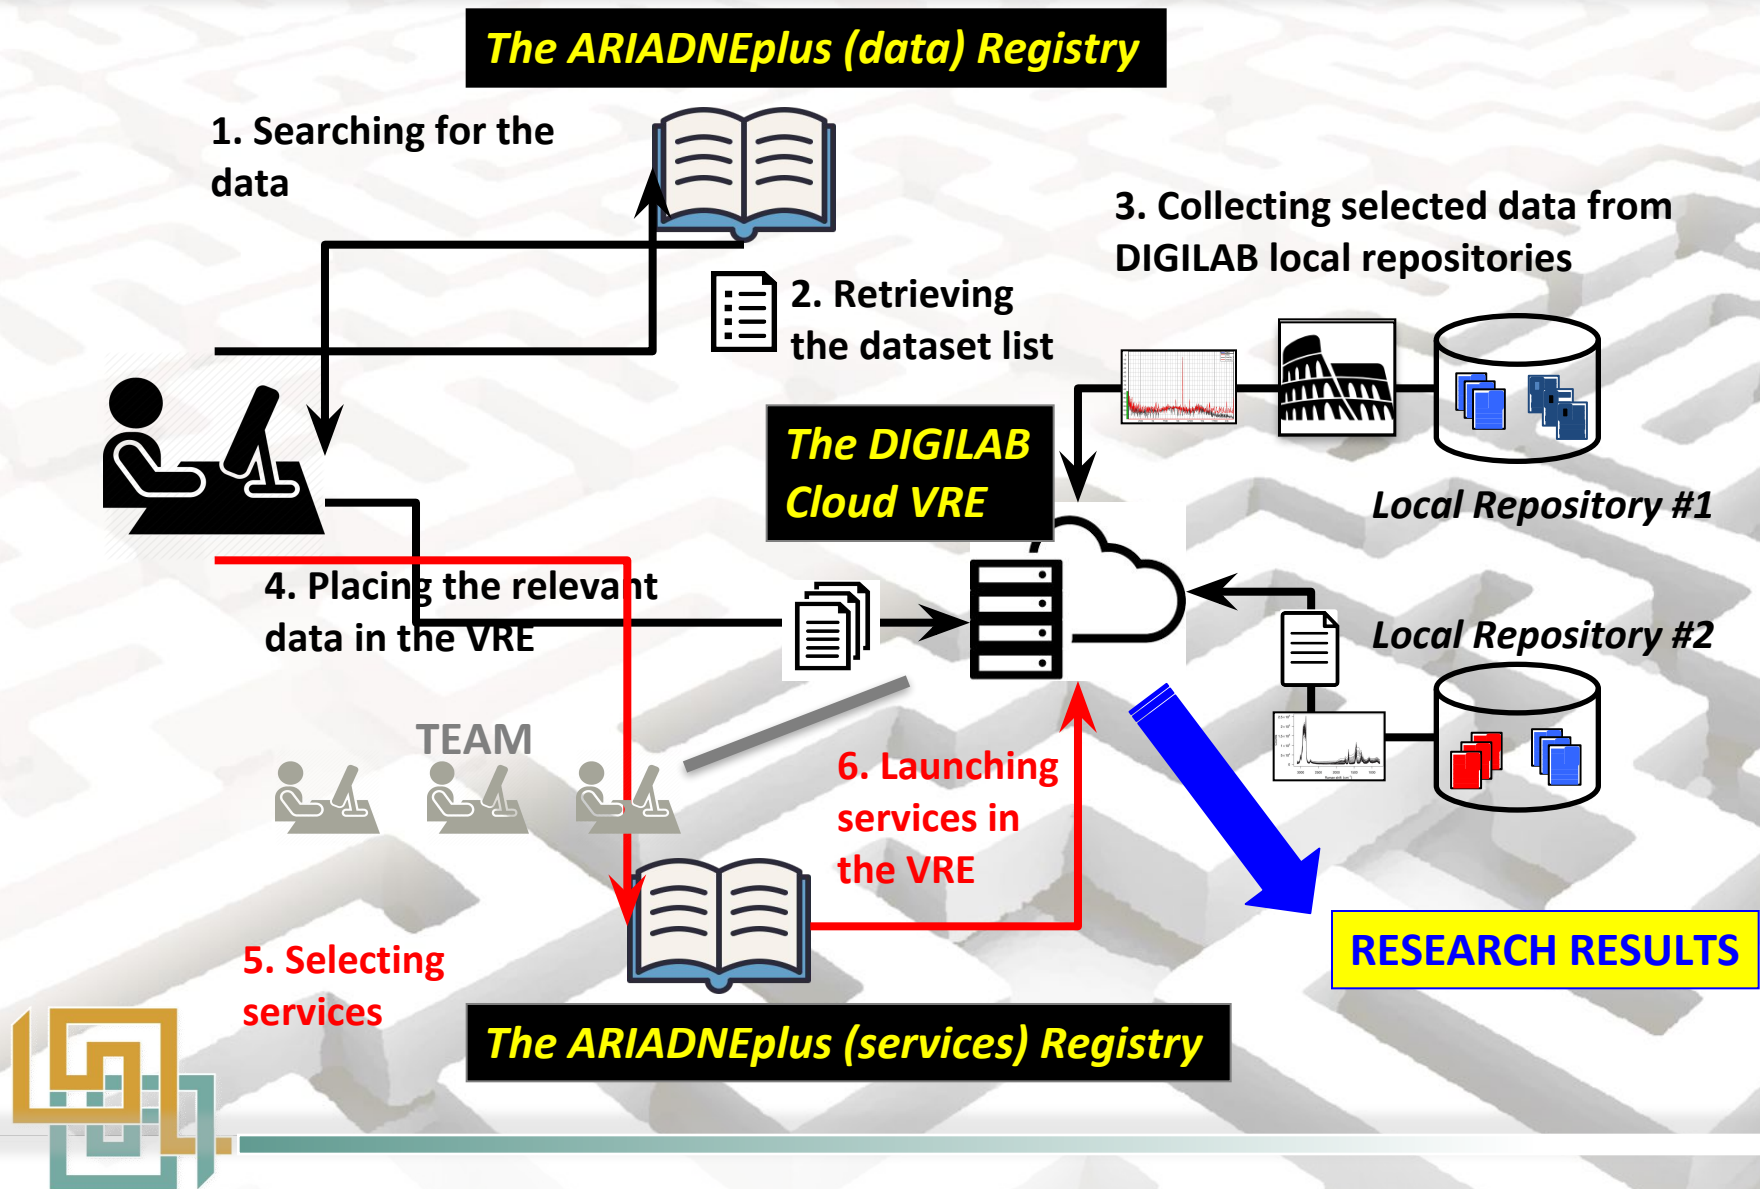 The ARIADNEplus (data) Registry
1. Searching for the
data
2. Retrieving
the dataset list
3. Collecting selected data from
DIGILAB local repositories
The DIGILAB
Cloud VRE
Local Repository #1
4. Placing the relevant
data in the VRE
Local Repository #2
TEAM
6. Launching
services in
the VRE
5. Selecting
services
RESEARCH RESULTS
The ARIADNEplus (services) Registry